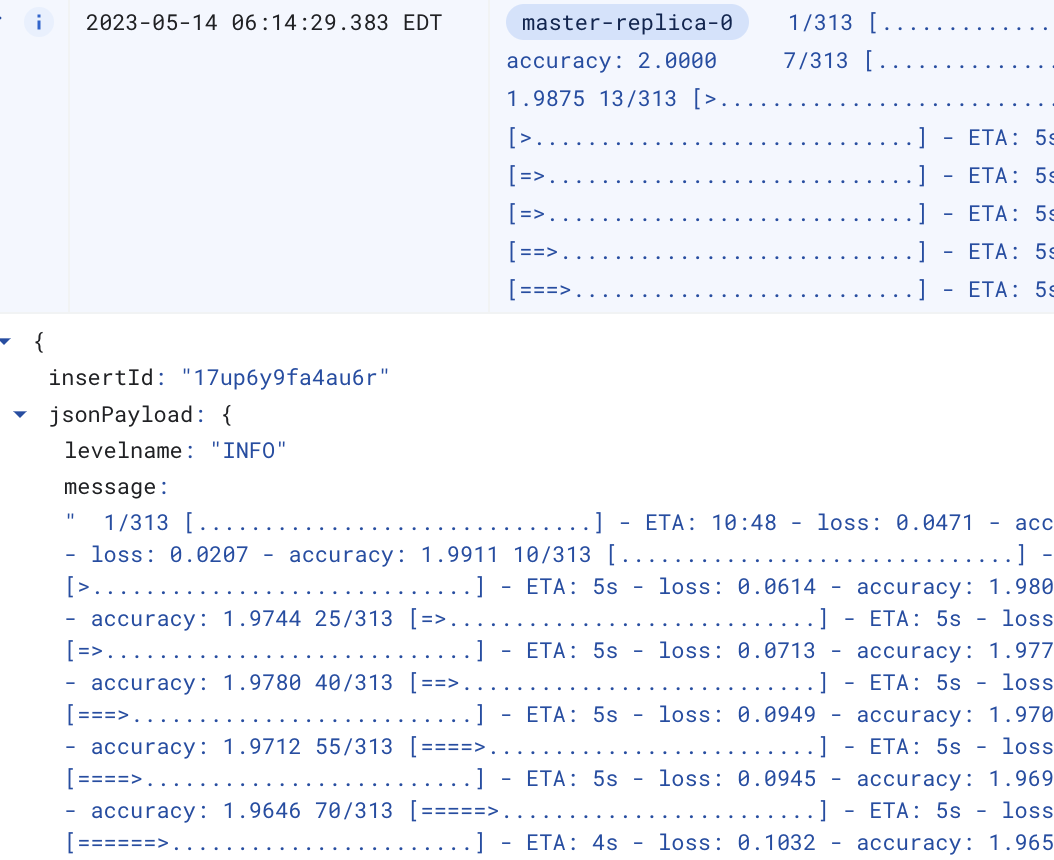 2023-05-14 06:14:29.383 EDT
master-replica-0 1/313 [.............
accuracy: 2.0000 7/313 [..............
1.9875 13/313 [>..........................
[>.............................] - ETA: 5s
[=>............................] - ETA: 5s
[=>............................] - ETA: 5s
[==>...........................] - ETA: 5s
[===>..........................] - ETA: 5s
{
insertId: "17up6y9fa4au6r"
jsonPayload: {
levelname: "INFO"
message:
" 1/313 [..............................] - ETA: 10:48 - loss: 0.0471 - acc
- loss: 0.0207 - accuracy: 1.9911 10/313 [..............................] -
[>.............................] - ETA: 5s - loss: 0.0614 - accuracy: 1.980
- accuracy: 1.9744 25/313 [=>............................] - ETA: 5s - loss
[=>............................] - ETA: 5s - loss: 0.0713 - accuracy: 1.977
- accuracy: 1.9780 40/313 [==>...........................] - ETA: 5s - loss
[===>..........................] - ETA: 5s - loss: 0.0949 - accuracy: 1.970
- accuracy: 1.9712 55/313 [====>.........................] - ETA: 5s - loss
[====>.........................] - ETA: 5s - loss: 0.0945 - accuracy: 1.969
- accuracy: 1.9646 70/313 [=====>........................] - ETA: 5s - loss
[======>.......................] - ETA: 4s - loss: 0.1032 - accuracy: 1.965